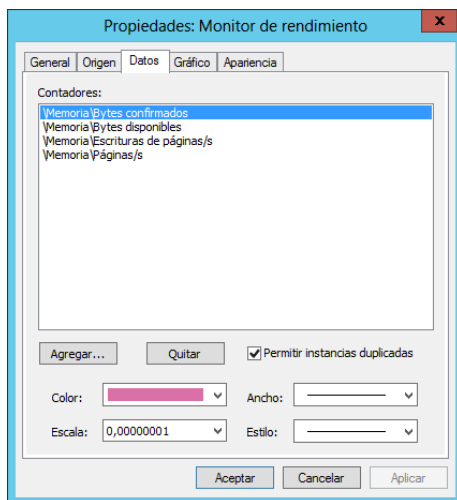 Propiedades: Monitor de rendimiento
x
General Origen Datos Gráfico Apariencia
Contadores:
\Memoria\Bytes confirmados
\Memoria\Bytes disponibles
\Memoria\Escrituras de páginas/s
\Memoria\Páginas/s
Agregar... Quitar Permitir instancias duplicadas
Color: Ancho:
Escala: 0,00000001 Estilo:
Aceptar Cancelar Aplicar